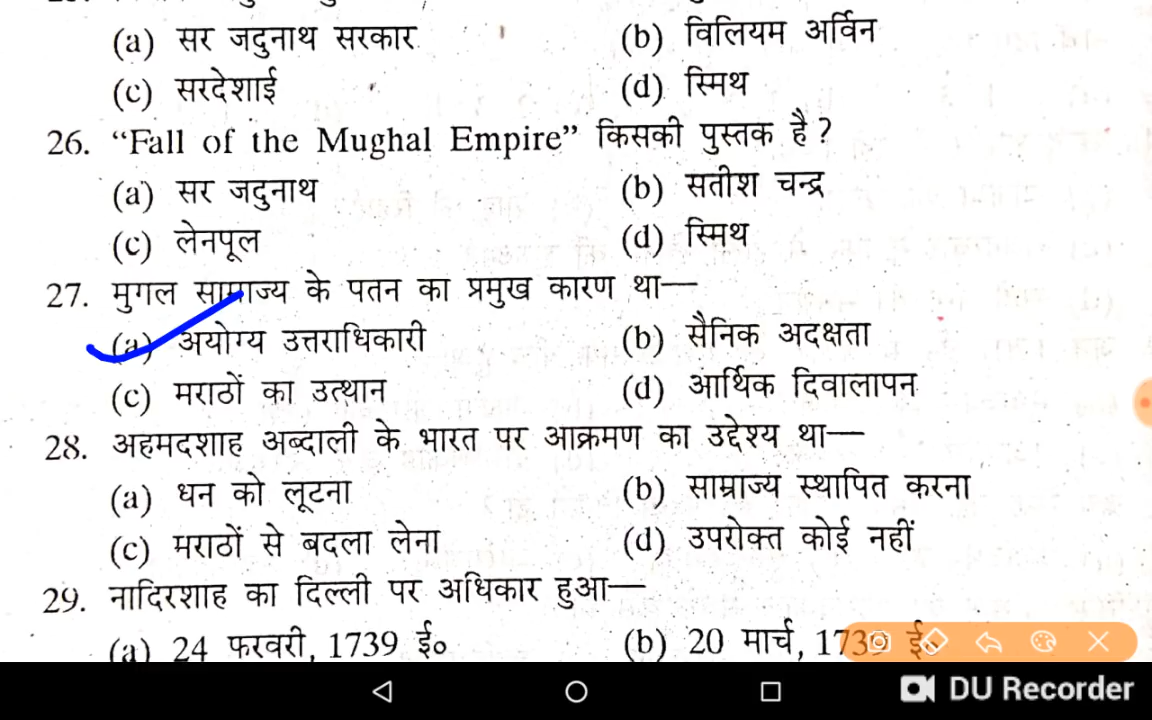 (a) सर जदुनाथ सरकार (b) विलियम अर्विन
(c) सरदेशाई (d) स्मिथ
26. “Fall of the Mughal Empire” किसकी पुस्तक है ?
(a) सर जदुनाथ (b) सतीश चन्द्र
(c) लेनपूल (d) स्मिथ
27. मुगल साम्राज्य के पतन का प्रमुख कारण था—
(a) अयोग्य उत्तराधिकारी (b) सैनिक अदक्षता
(c) मराठों का उत्थान (d) आर्थिक दिवालापन
28. अहमदशाह अब्दाली के भारत पर आक्रमण का उद्देश्य था—
(a) धन को लूटना (b) साम्राज्य स्थापित करना
(c) मराठों से बदला लेना (d) उपरोक्त कोई नहीं
29. नादिरशाह का दिल्ली पर अधिकार हुआ—
(a) 24 फरवरी, 1739 ई० (b) 20 मार्च, 1739 ई०
DU Recorder